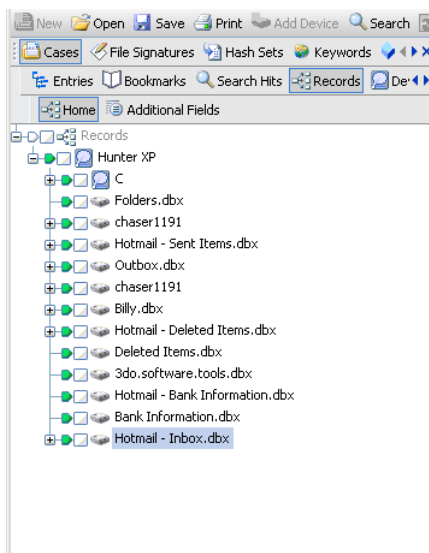 New Open Save Print Add Device Search
Cases File Signatures Hash Sets Keywords
Entries Bookmarks Search Hits Records De
Home Additional Fields
Records
Hunter XP
C
Folders.dbx
chaser1191
Hotmail - Sent Items.dbx
Outbox.dbx
chaser1191
Billy.dbx
Hotmail - Deleted Items.dbx
Deleted Items.dbx
3do.software.tools.dbx
Hotmail - Bank Information.dbx
Bank Information.dbx
Hotmail - Inbox.dbx